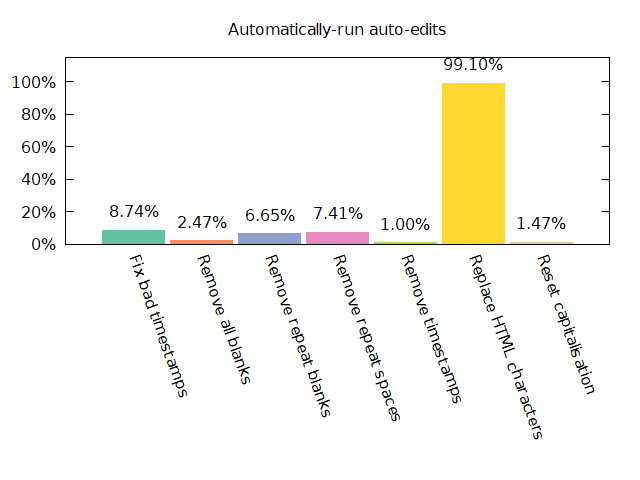 Automatically-run auto-edits
100%
80%
60%
40%
20%
0%
8.74%
2.47%
6.65%
7.41%
1.00%
99.10%
1.47%
Fix bad timestamps
Remove all blanks
Remove repeat blanks
Remove repeat spaces
Remove timestamps
Replace HTML characters
Reset capitalisation